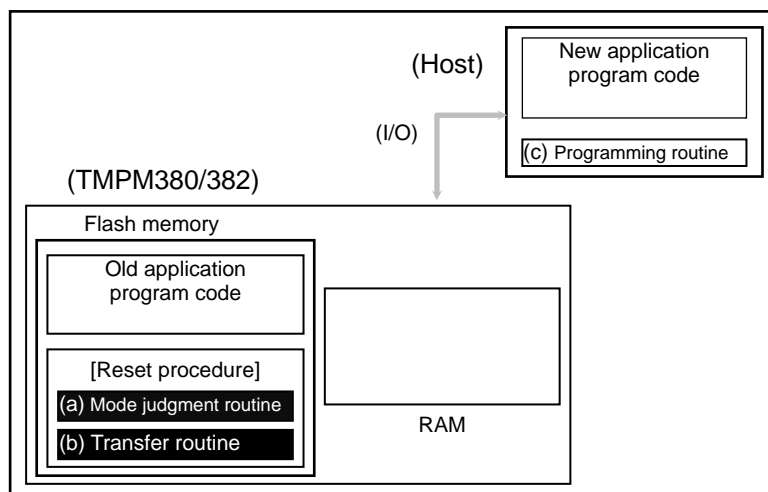 (Host)
New application
program code
(I/O)
(c) Programming routine
(TMPM380/382)
Flash memory
Old application
program code
[Reset procedure]
(a) Mode judgment routine
(b) Transfer routine
RAM